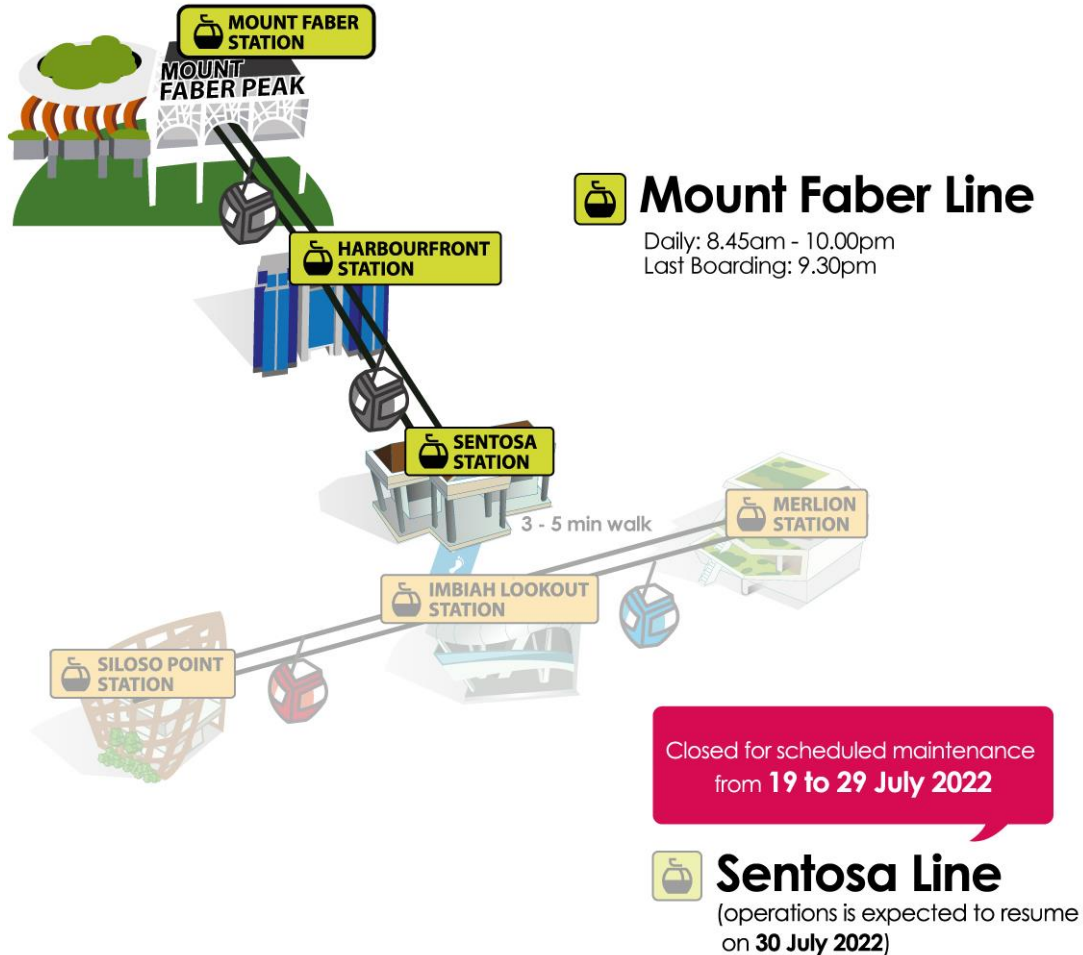 MOUNT FABER
STATION
MOUNT
FABER PEAK
Mount Faber Line
Daily: 8.45am - 10.00pm
Last Boarding: 9.30pm
HARBOURFRONT
STATION
SENTOSA
STATION
3 - 5 min walk
MERLION
STATION
IMBIAH LOOKOUT
STATION
SILOSO POINT
STATION
Closed for scheduled maintenance
from 19 to 29 July 2022
Sentosa Line
(operations is expected to resume
on 30 July 2022)